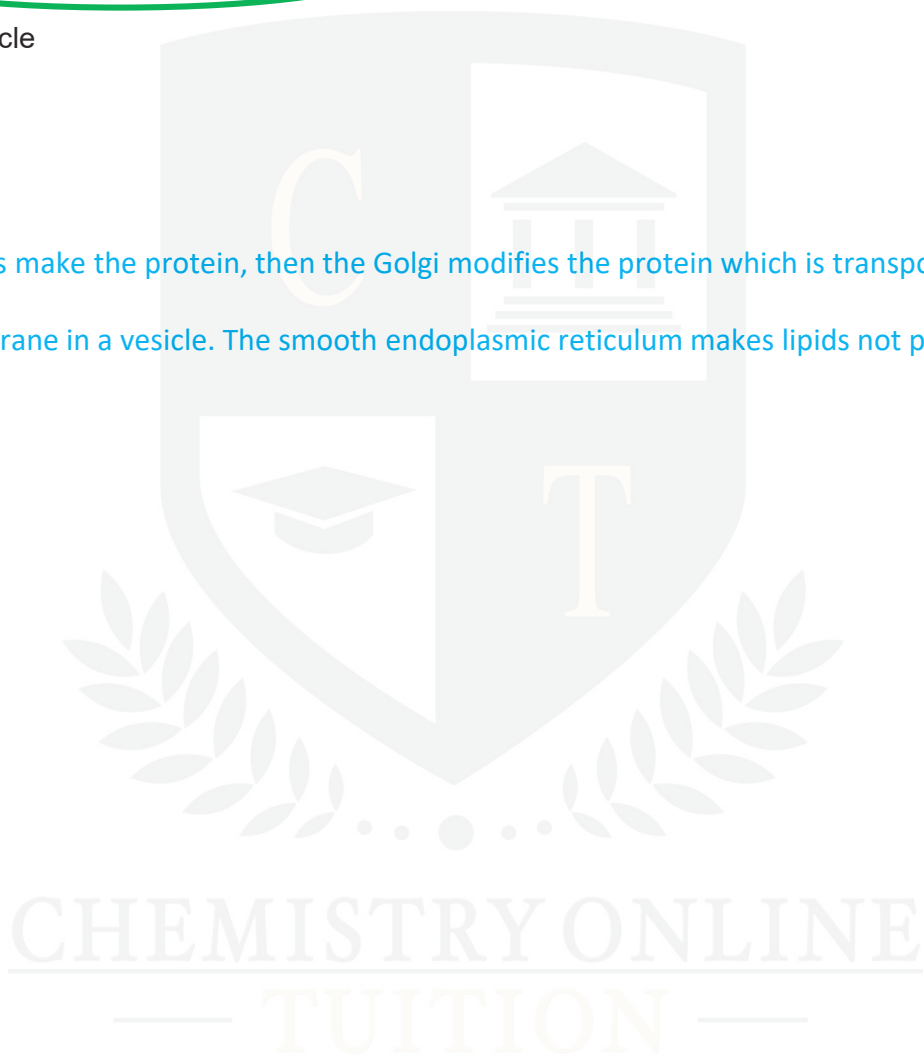 cle
s make the protein, then the Golgi modifies the protein which is transpo
rane in a vesicle. The smooth endoplasmic reticulum makes lipids not p
C
T
CHEMISTRY ONLINE
TUITION